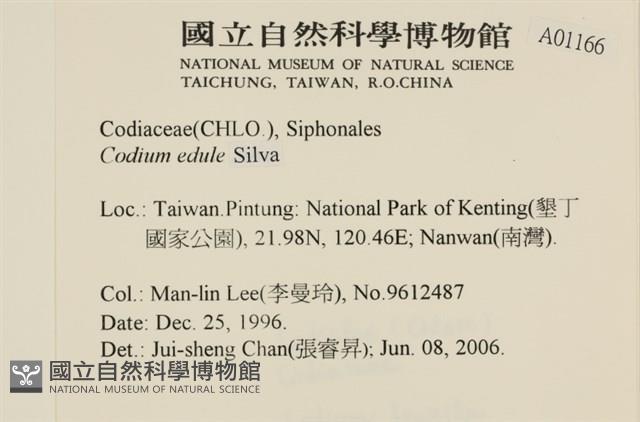 國立自然科學博物館
A01166
NATIONAL MUSEUM OF NATURAL SCIENCE
TAICHUNG, TAIWAN, R.O.CHINA
Codiaceae(CHLO.), Siphonales
Codium edule Silva
Loc.: Taiwan.Pintung: National Park of Kenting(墾丁
國家公園), 21.98N, 120.46E; Nanwan(南灣).
Col.: Man-lin Lee(李曼玲), No.9612487
Date: Dec. 25, 1996.
Det.: Jui-sheng Chan(張睿昇); Jun. 08, 2006.
國立自然科學博物館
NATIONAL MUSEUM OF NATURAL SCIENCE